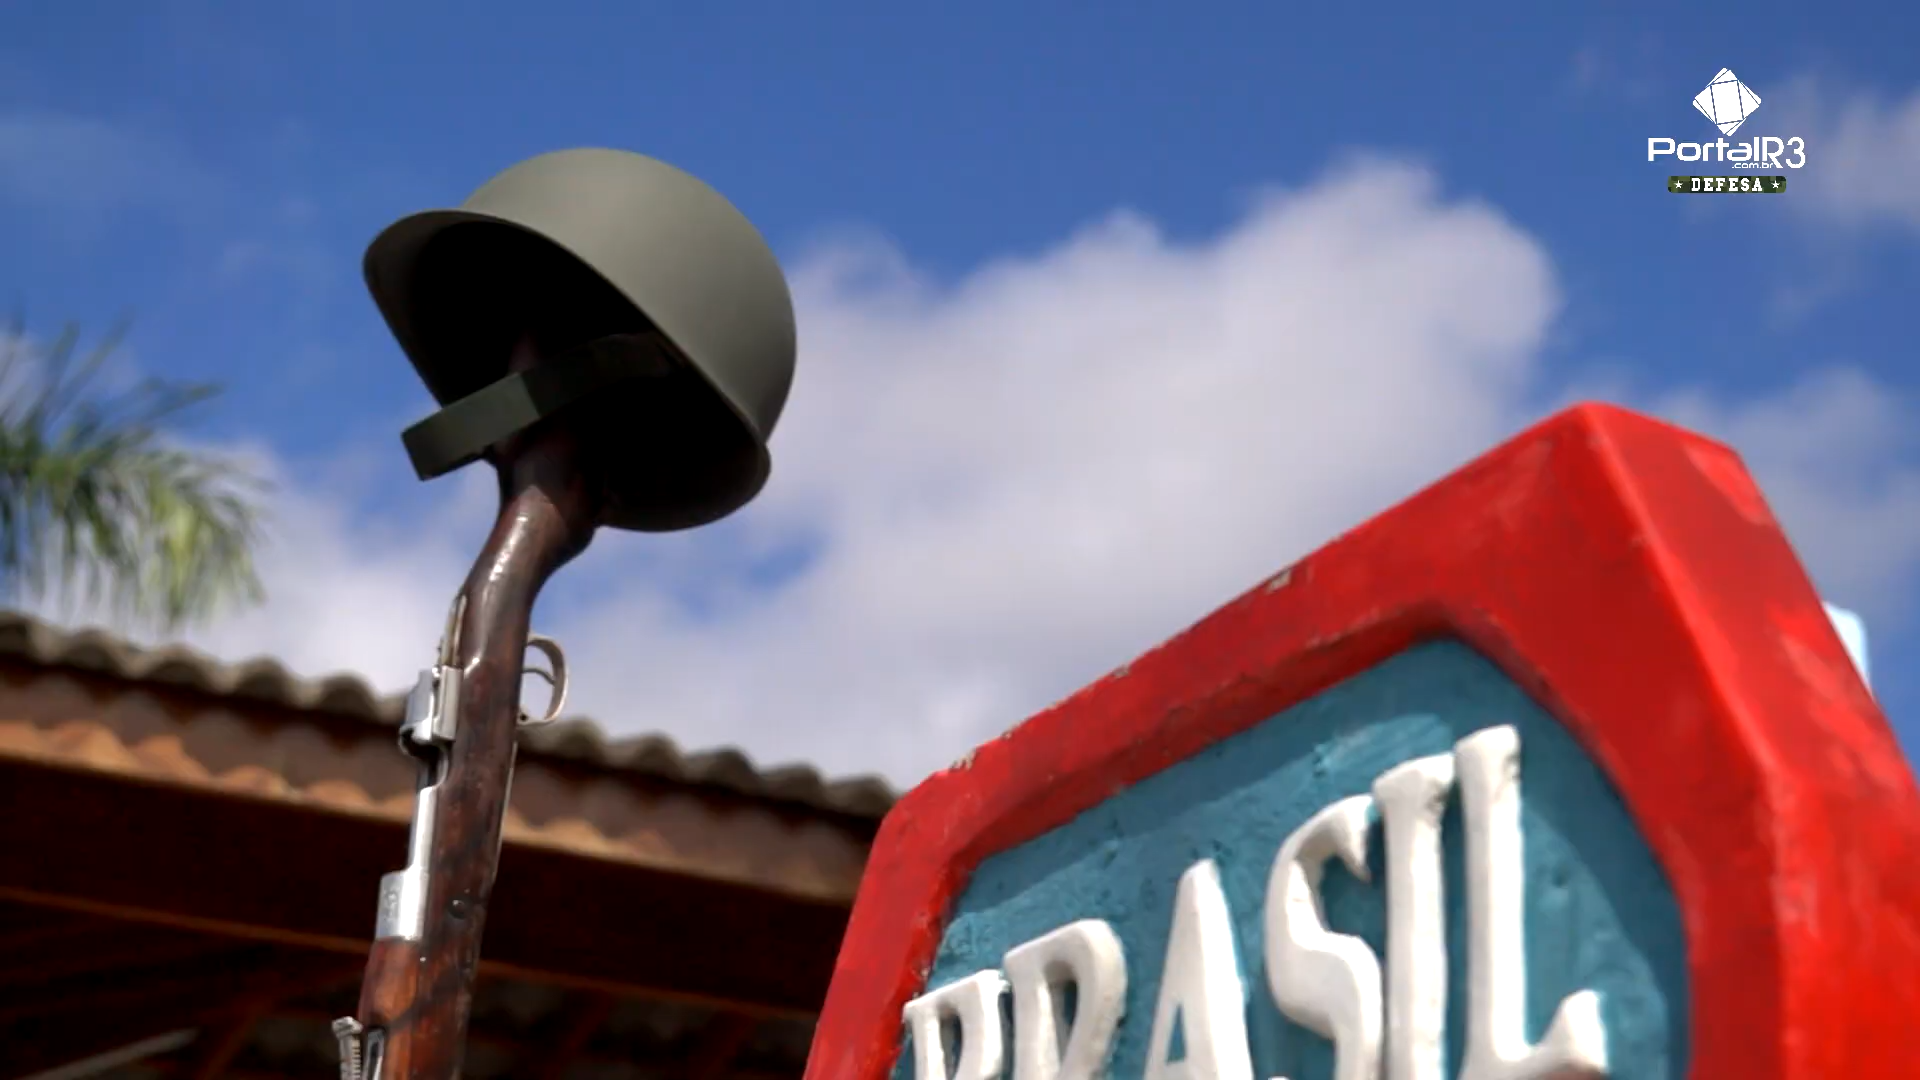 PortalR3
.com.br
★ DEFESA ★
BRASIL